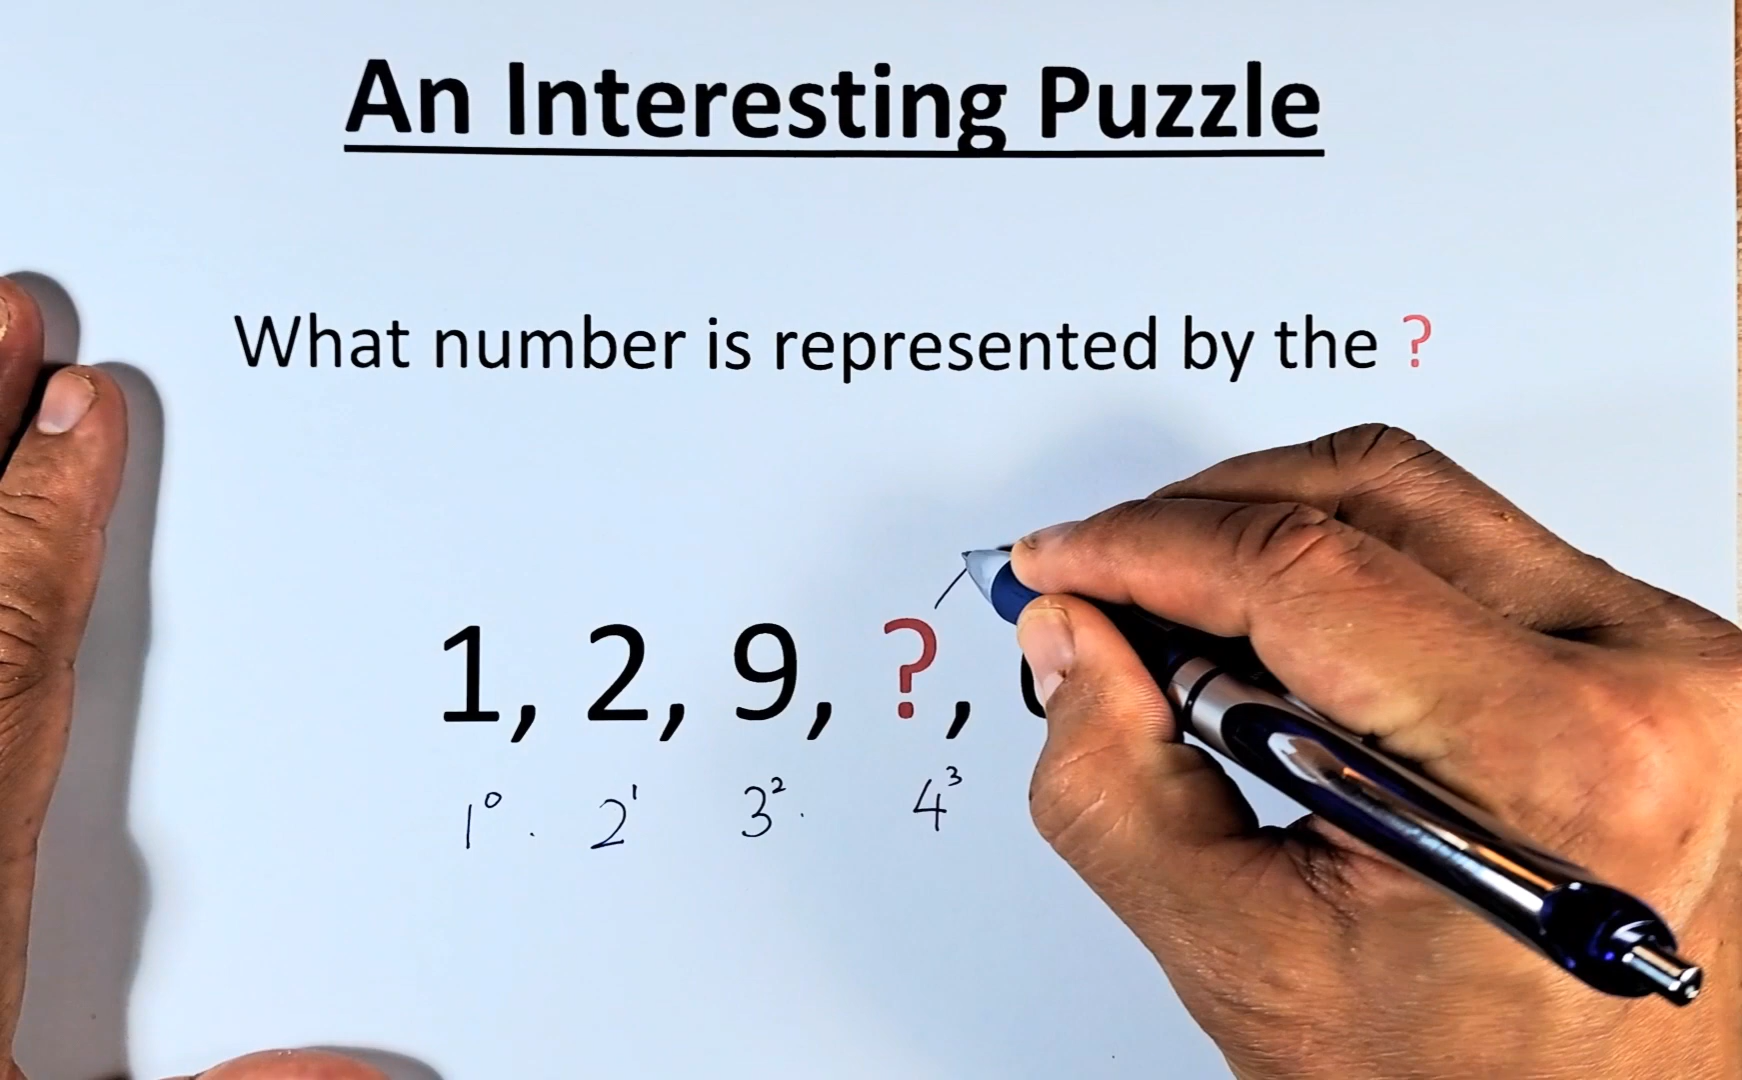 An Interesting Puzzle
What number is represented by the ?
1, 2, 9, ?,
1⁰ . 2¹ 3² . 4³